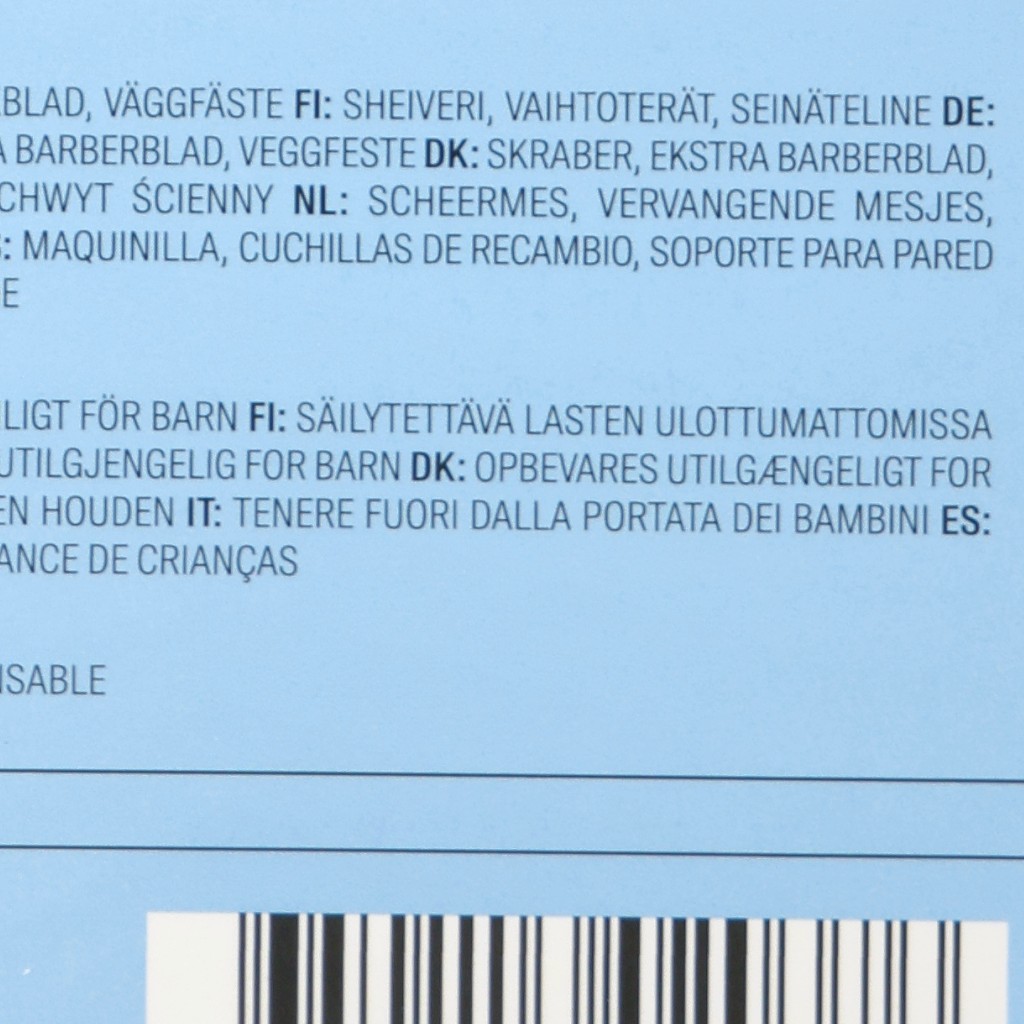 BLAD, VÄGGFÄSTE FI: SHEIVERI, VAIHTOTERÄT, SEINÄTELINE DE:
A BARBERBLAD, VEGGFESTE DK: SKRABER, EKSTRA BARBERBLAD,
CHWYT ŚCIENNY NL: SCHEERMES, VERVANGENDE MESJES,
: MAQUINILLA, CUCHILLAS DE RECAMBIO, SOPORTE PARA PARED
E
LIGT FÖR BARN FI: SÄILYTETTÄVÄ LASTEN ULOTTUMATTOMISSA
UTILGJENGELIG FOR BARN DK: OPBEVARES UTILGÆNGELIGT FOR
EN HOUDEN IT: TENERE FUORI DALLA PORTATA DEI BAMBINI ES:
ANCE DE CRIANÇAS
SABLE